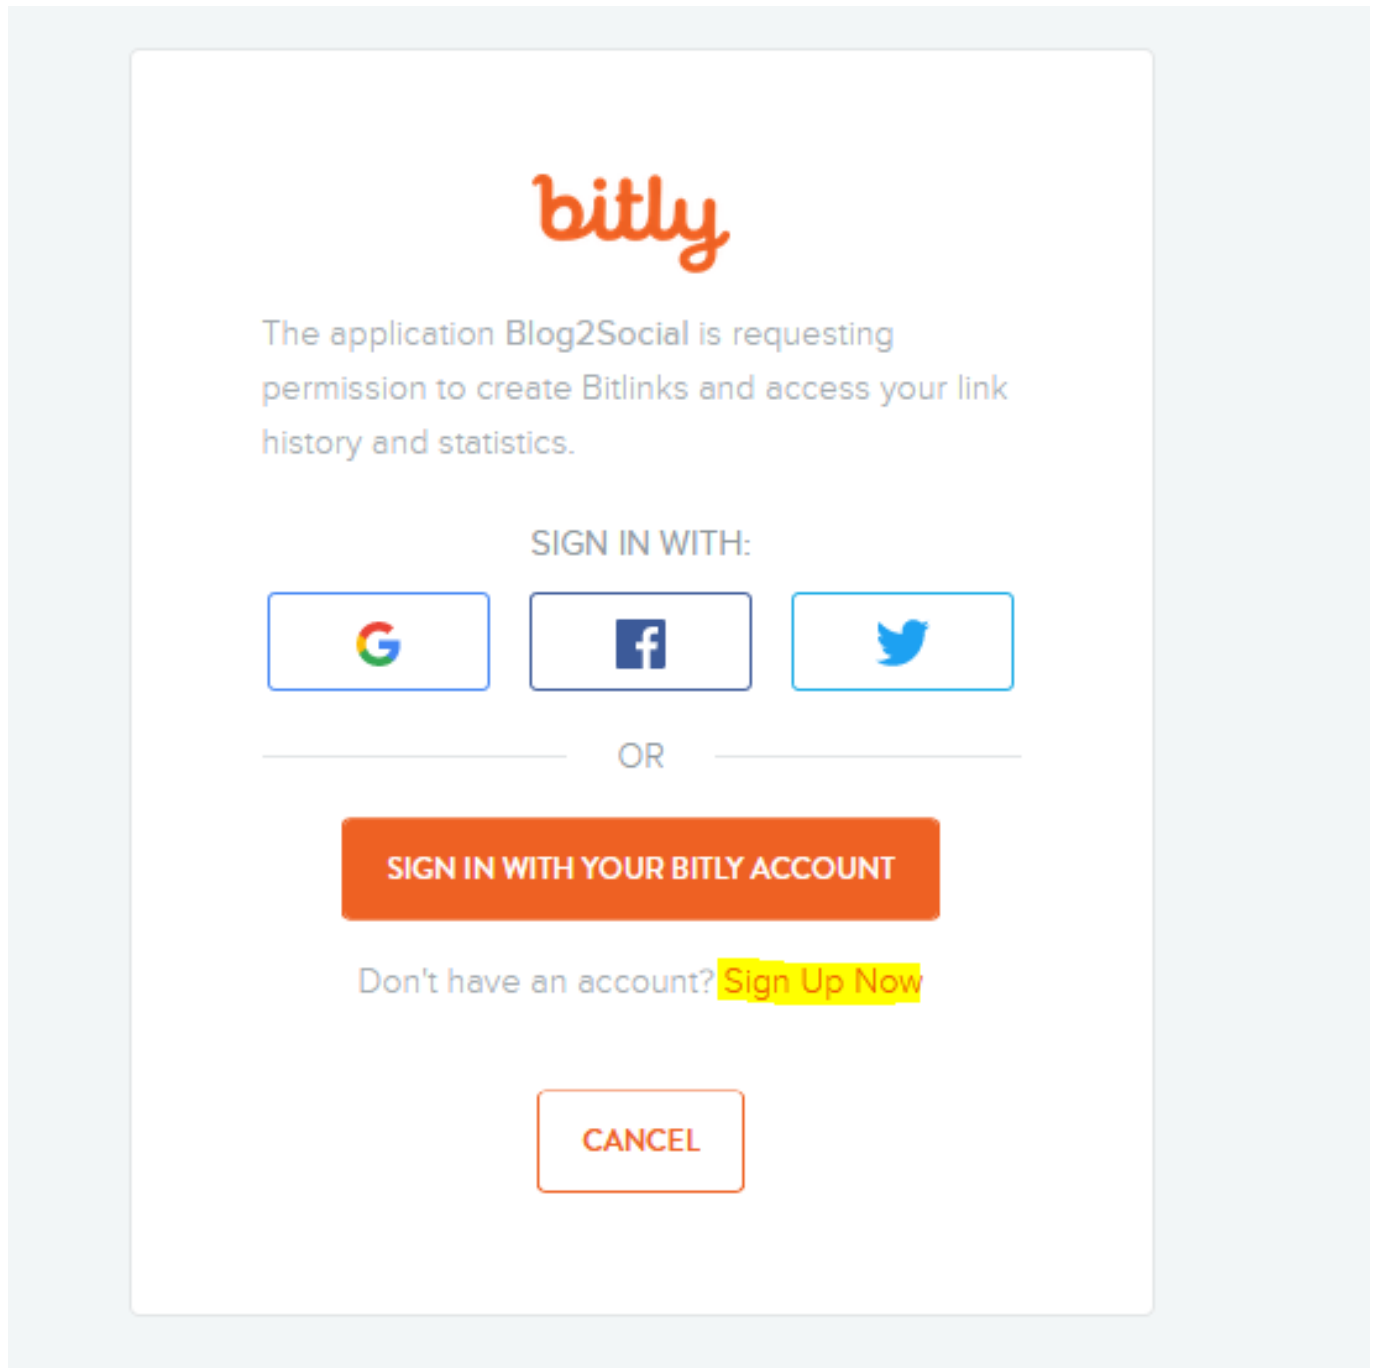 bitly
The application Blog2Social is requesting
permission to create Bitlinks and access your link
history and statistics.
SIGN IN WITH:
G f
OR
SIGN IN WITH YOUR BITLY ACCOUNT
Don't have an account? Sign Up Now
CANCEL